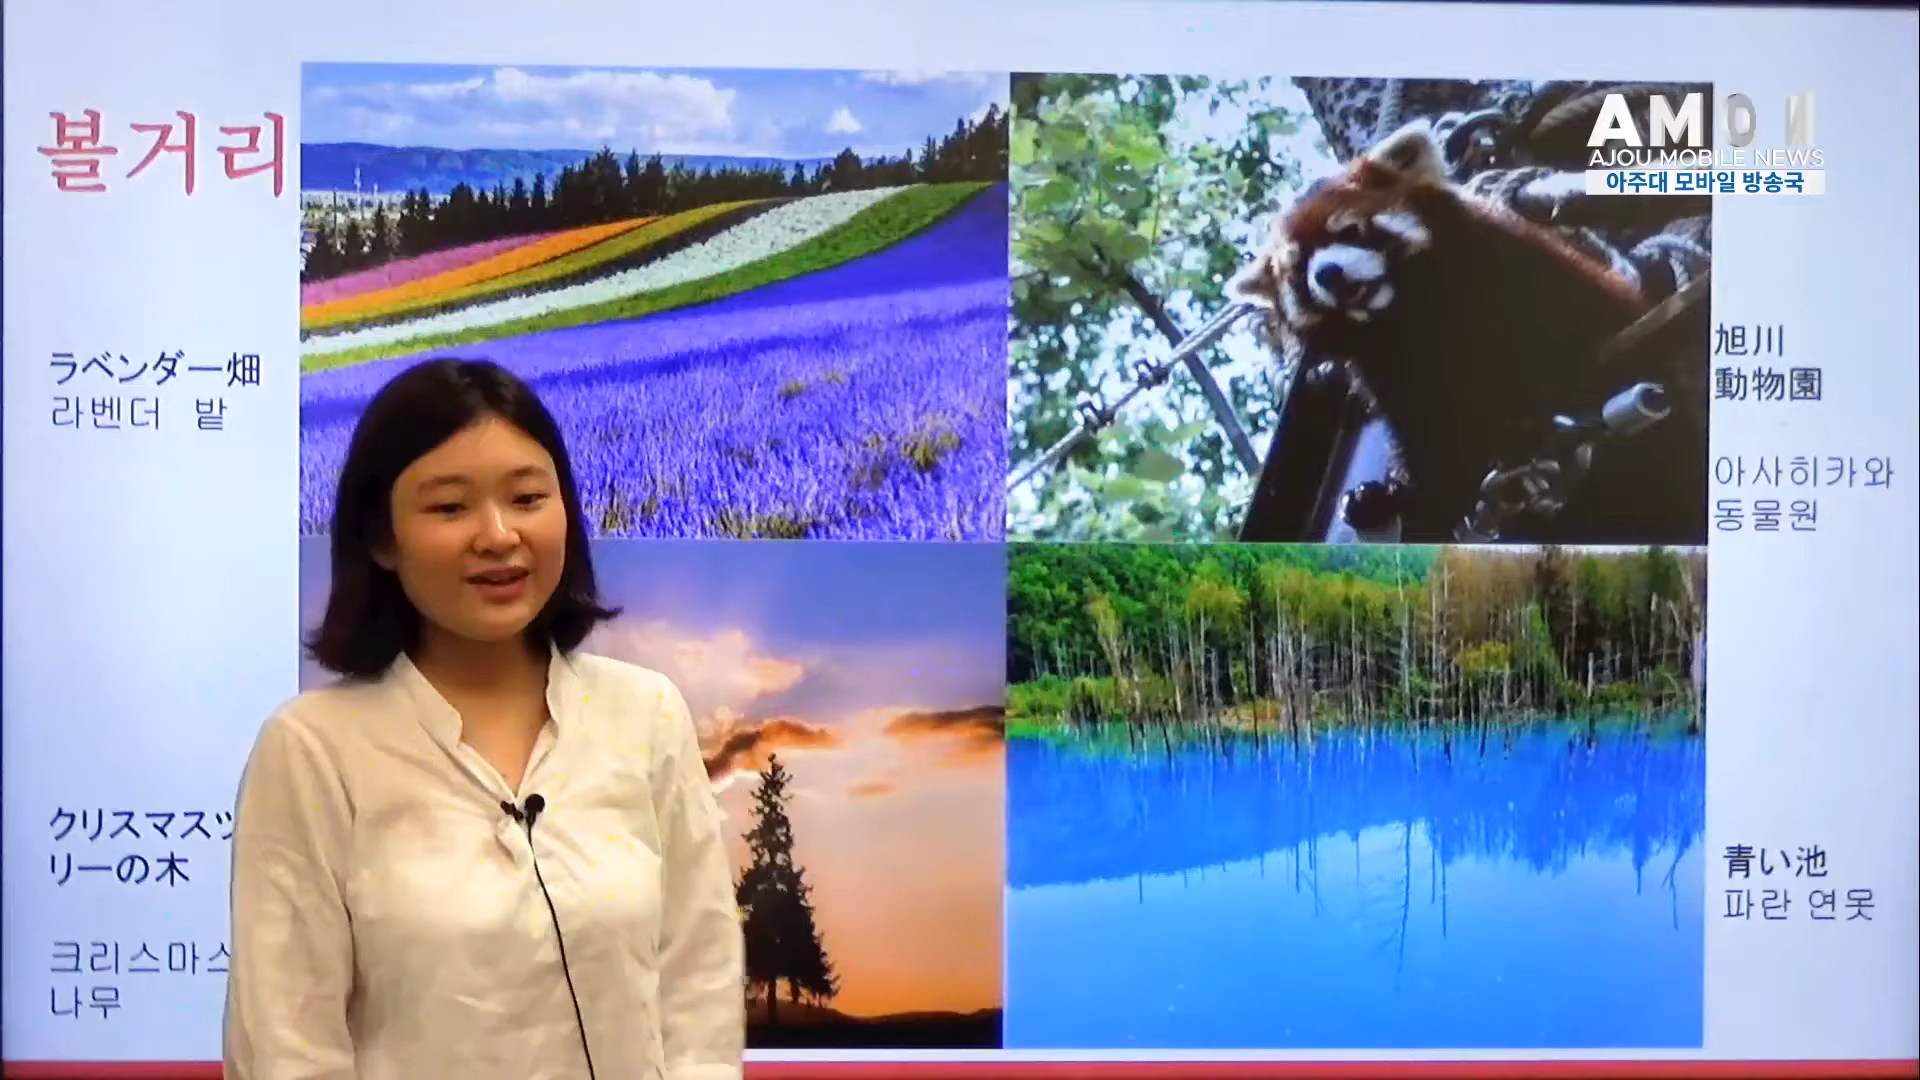 볼거리
AMON
AJOU MOBILE NEWS
아주대 모바일 방송국
ラベンダー畑
라벤더 밭
旭川
動物園
아사히카와
동물원
クリスマスツ
リーの木
크리스마스
나무
青い池
파란 연못